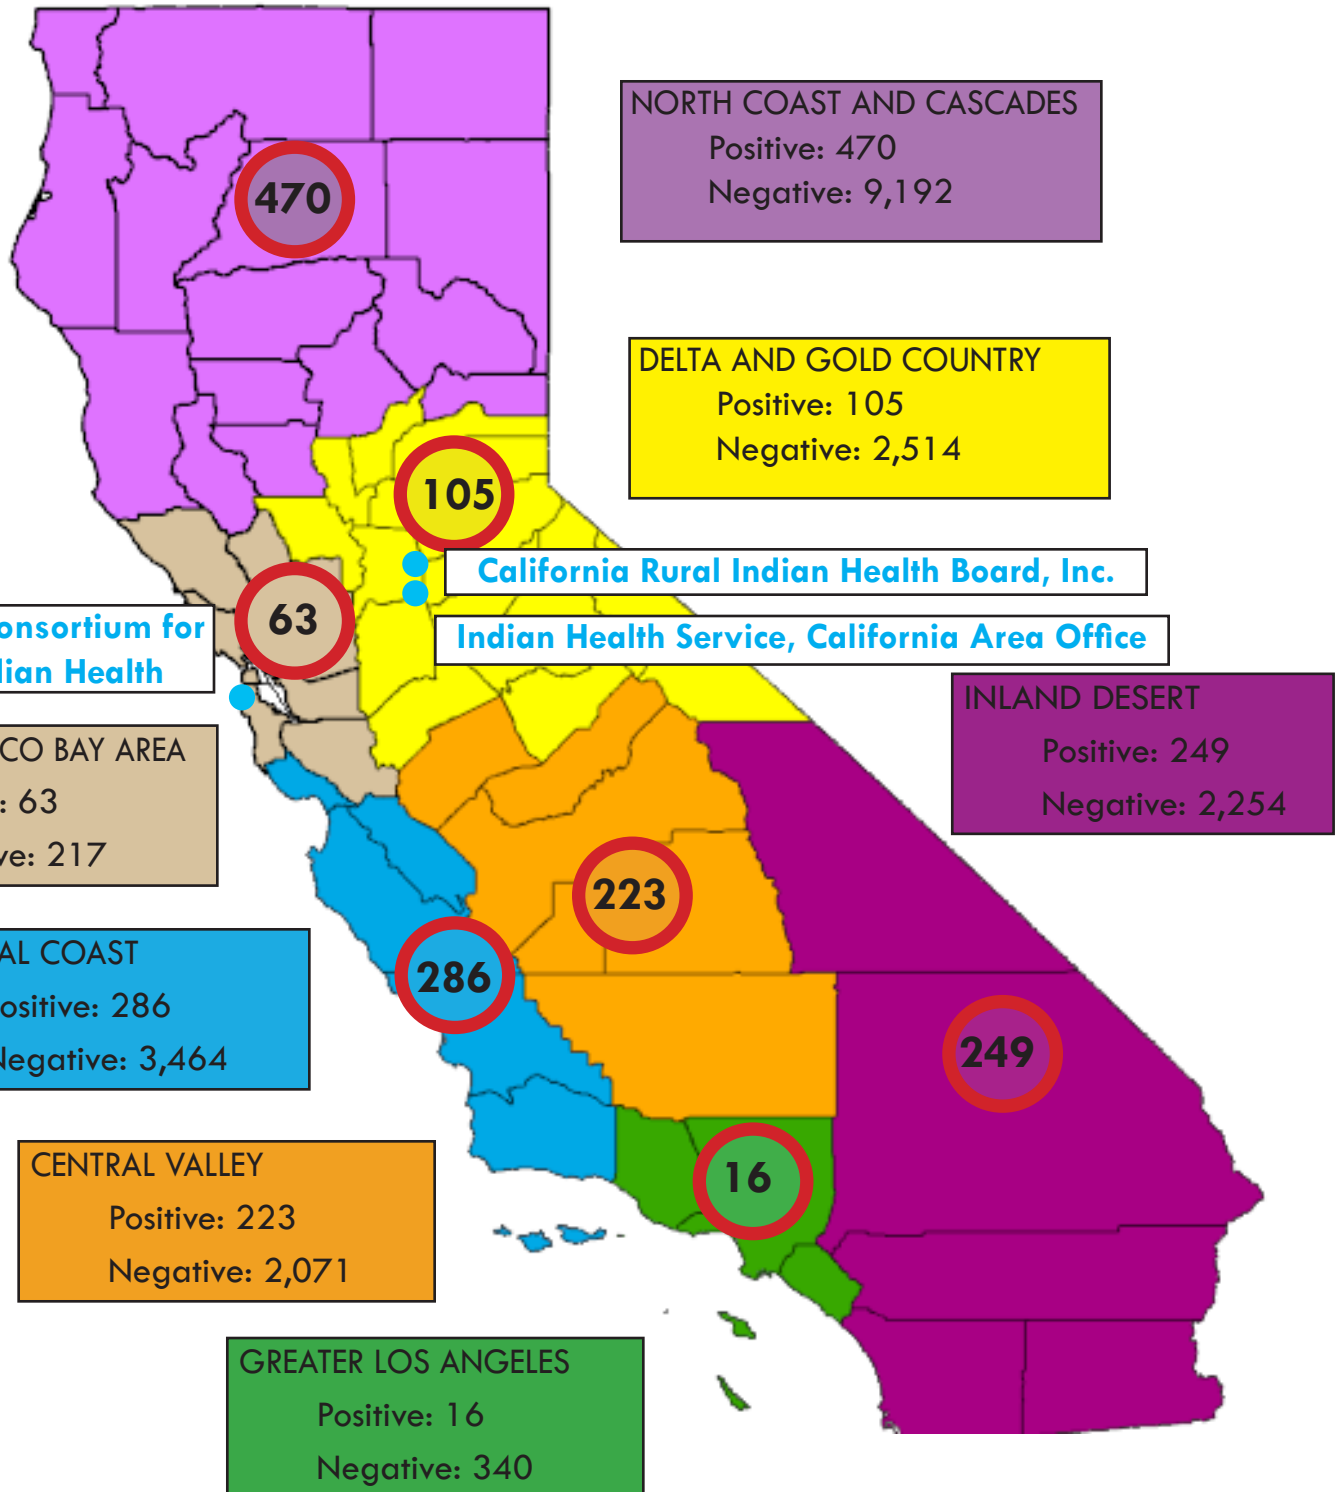 NORTH COAST AND CASCADES
Positive: 470
Negative: 9,192
470
DELTA AND GOLD COUNTRY
Positive: 105
Negative: 2,514
105
California Rural Indian Health Board, Inc.
63
onsortium for
dian Health
Indian Health Service, California Area Office
INLAND DESERT
Positive: 249
Negative: 2,254
CO BAY AREA
: 63
ve: 217
223
AL COAST
ositive: 286
Negative: 3,464
286
249
CENTRAL VALLEY
Positive: 223
Negative: 2,071
16
GREATER LOS ANGELES
Positive: 16
Negative: 340